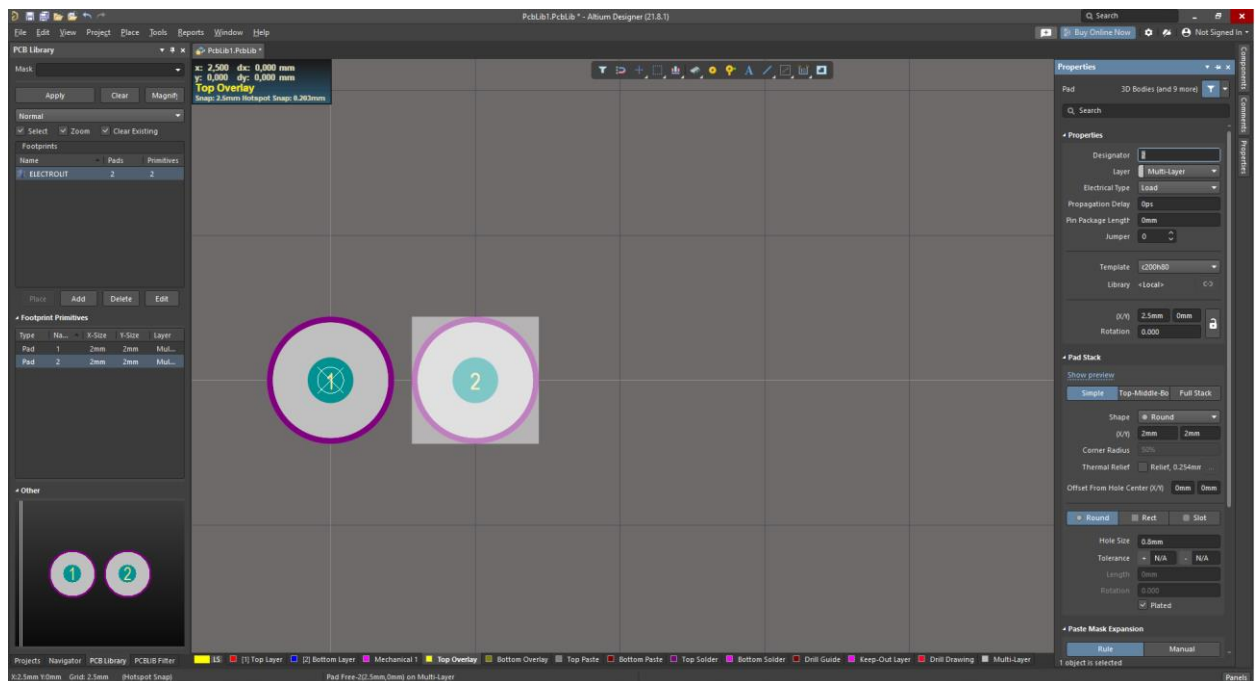 PcbLib1.PcbLib * - Altium Designer (21.8.1)
Search
File Edit View Project Place Tools Reports Window Help
Buy Online Now
Not Signed In
PCB Library
PcbLib1.PcbLib *
Mask
Apply Clear Magnify
Normal
Select Zoom Clear Existing
Footprints
Name Pads Primitives
ELECTROLIT 2 2
Place Add Delete Edit
Footprint Primitives
Type Na... X-Size Y-Size Layer
Pad 1 2mm 2mm Mul...
Pad 2 2mm 2mm Mul...
Other
1 2
Projects Navigator PCB Library PCBLIB Filter
x: 2,500 dx: 0,000 mm
y: 0,000 dy: 0,000 mm
Top Overlay
Snap: 2.5mm Hotspot Snap: 0.203mm
1 2
Properties
Pad 3D Bodies (and 9 more)
Search
Properties
Designator 2
Layer Multi-Layer
Electrical Type Load
Propagation Delay 0ps
Pin Package Length 0mm
Jumper 0
Template c200h80
Library <Local>
(X/Y) 2.5mm 0mm
Rotation 0.000
Pad Stack
Show preview
Simple Top-Middle-Bo Full Stack
Shape Round
(X/Y) 2mm 2mm
Corner Radius 50%
Thermal Relief Relief, 0.254mm ...
Offset From Hole Center (X/Y) 0mm 0mm
Round Rect Slot
Hole Size 0.8mm
Tolerance + N/A - N/A
Length 0mm
Rotation 0.000
Plated
Paste Mask Expansion
Rule Manual
1 object is selected
Components
Comments
Properties
LS [1] Top Layer [2] Bottom Layer Mechanical 1 Top Overlay Bottom Overlay Top Paste Bottom Paste Top Solder Bottom Solder Drill Guide Keep-Out Layer Drill Drawing Multi-Layer
X:2.5mm Y:0mm Grid: 2.5mm (Hotspot Snap) Pad Free-2(2.5mm,0mm) on Multi-Layer Panels